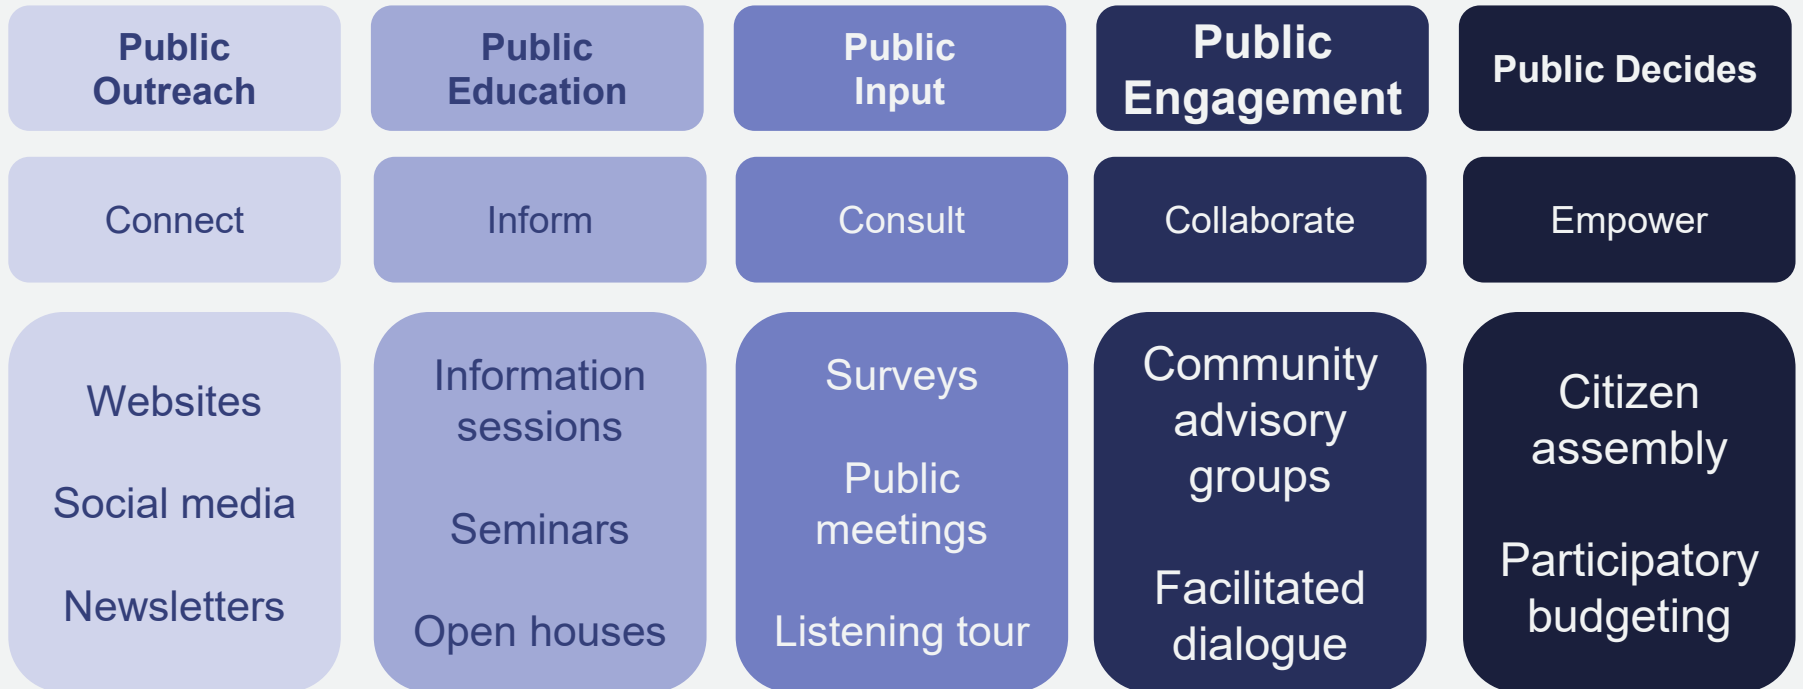 Public
Outreach
Public
Education
Public
Input
Public
Engagement
Public Decides
Connect
Inform
Consult
Collaborate
Empower
Websites
Social media
Newsletters
Information
sessions
Seminars
Open houses
Surveys
Public
meetings
Listening tour
Community
advisory
groups
Facilitated
dialogue
Citizen
assembly
Participatory
budgeting